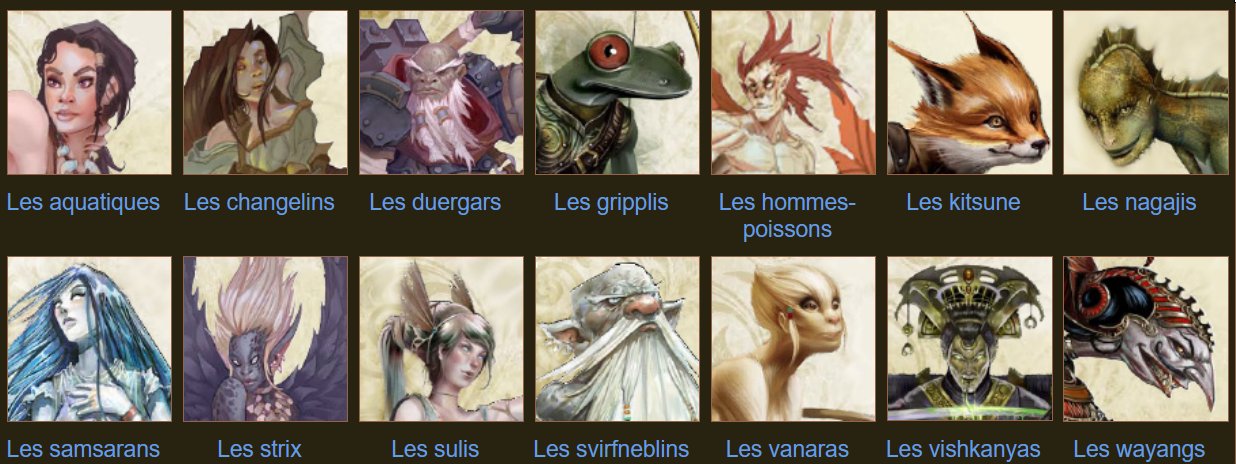 Les aquatiques
Les changelins
Les duergars
Les gripplis
Les hommes-
poissons
Les kitsune
Les nagajis
Les samsarans
Les strix
Les sulis
Les svirfneblins
Les vanaras
Les vishkanyas
Les wayangs